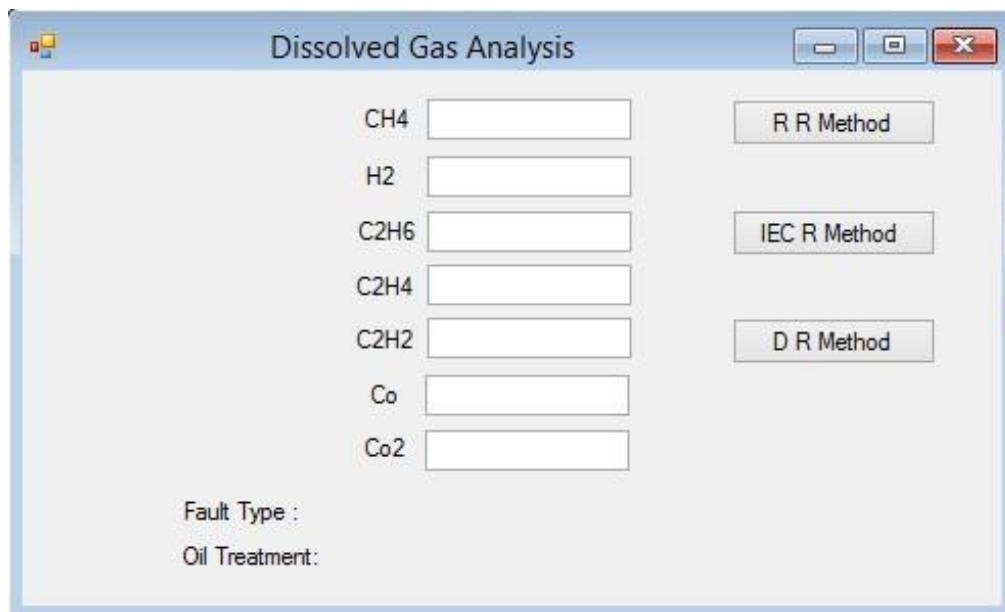 Dissolved Gas Analysis
CH4
R R Method
H2
C2H6
IEC R Method
C2H4
C2H2
D R Method
Co
Co2
Fault Type :
Oil Treatment: